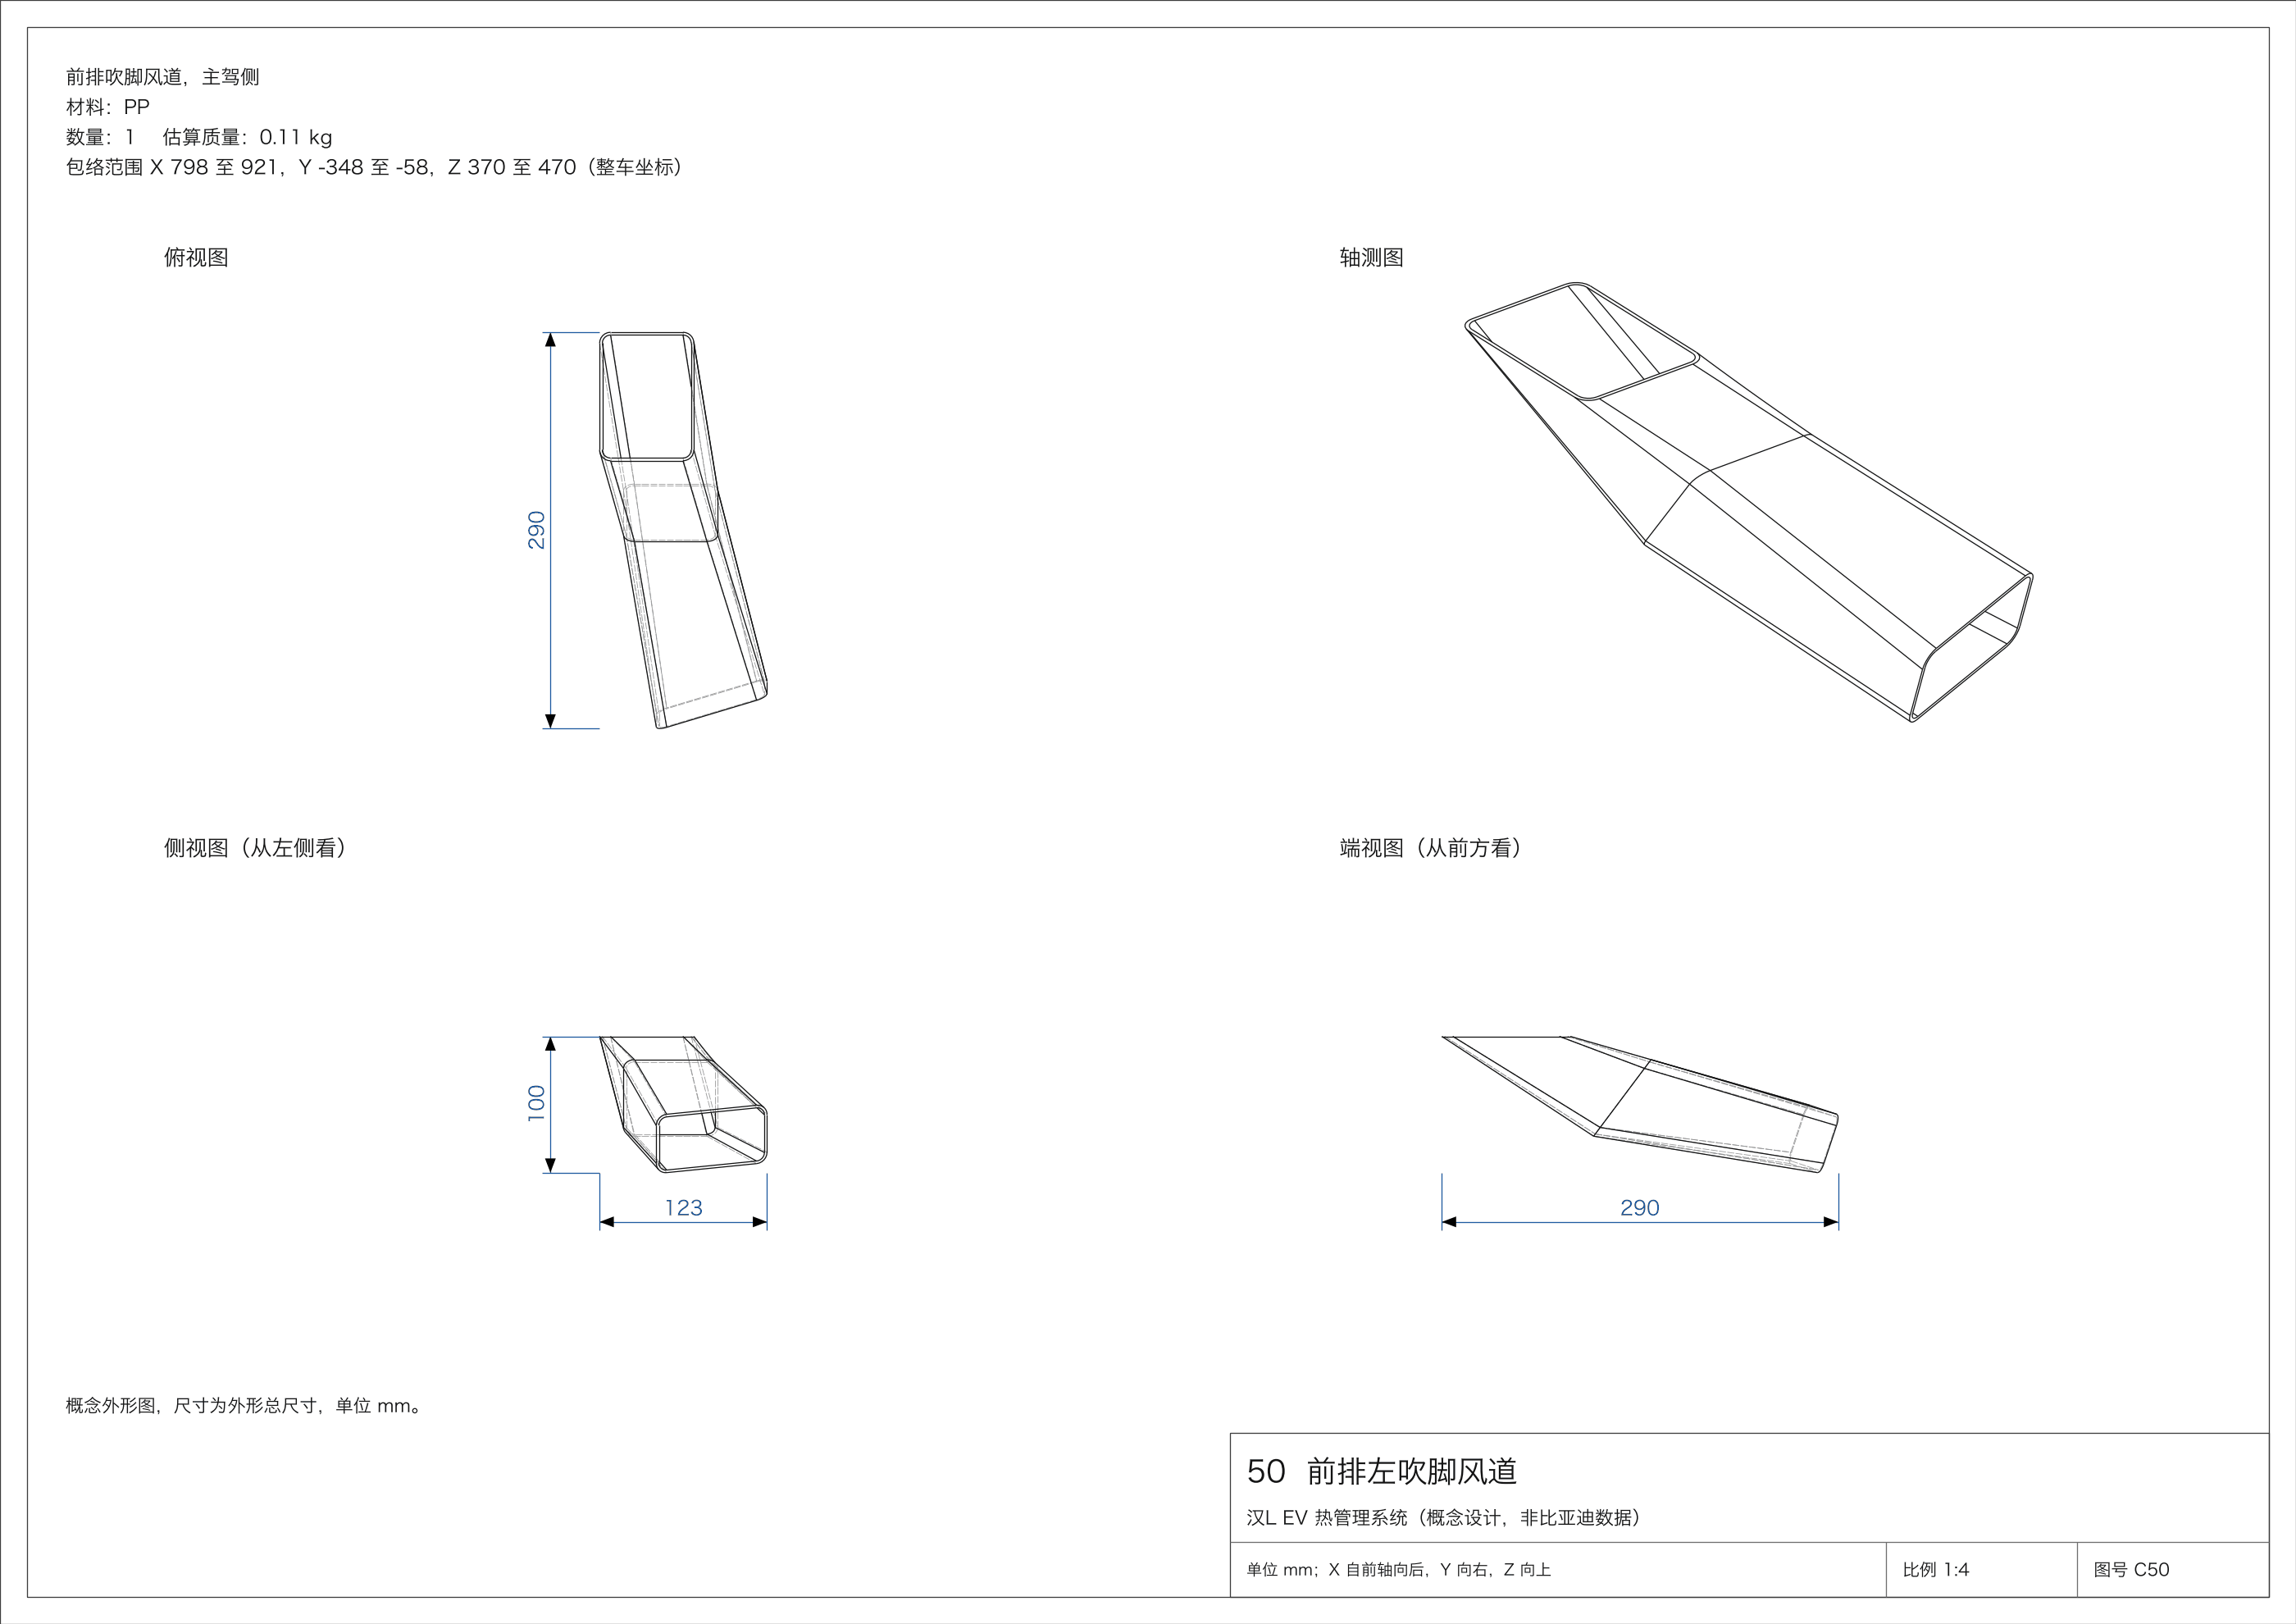 前排吹脚风道，主驾侧
材料：PP
数量：1　估算质量：0.11 kg
包络范围 X 798 至 921，Y -348 至 -58，Z 370 至 470（整车坐标）
俯视图
轴测图
290
侧视图（从左侧看）
端视图（从前方看）
100
123
290
概念外形图，尺寸为外形总尺寸，单位 mm。
50 前排左吹脚风道
汉L EV 热管理系统（概念设计，非比亚迪数据）
单位 mm；X 自前轴向后，Y 向右，Z 向上
比例 1:4
图号 C50